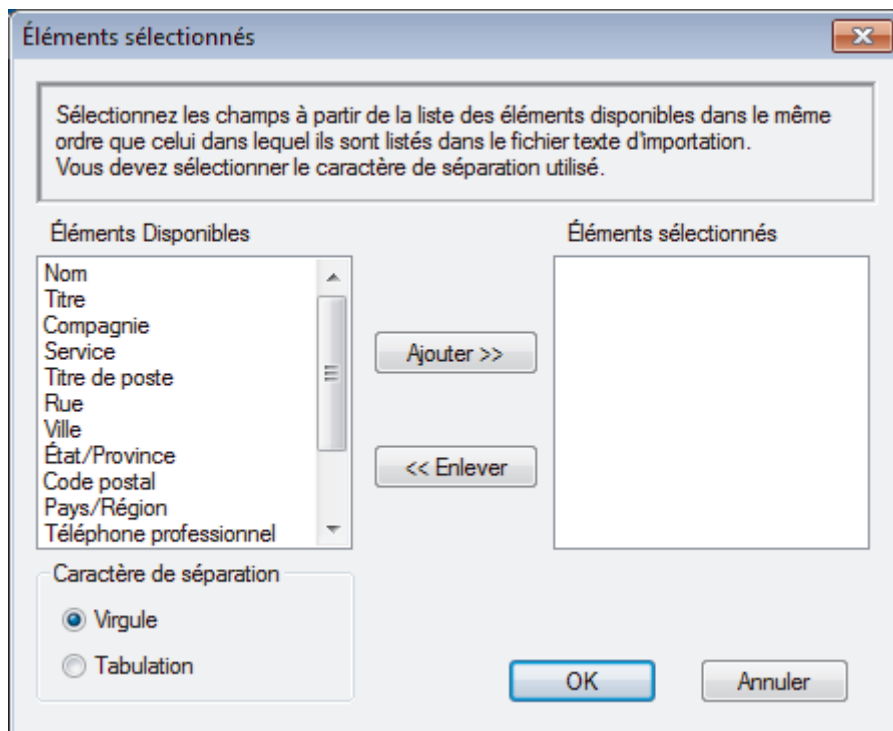 Éléments sélectionnés
Sélectionnez les champs à partir de la liste des éléments disponibles dans le même
ordre que celui dans lequel ils sont listés dans le fichier texte d'importation.
Vous devez sélectionner le caractère de séparation utilisé.
Éléments Disponibles
Éléments sélectionnés
Nom
Titre
Compagnie
Service
Titre de poste
Rue
Ville
État/Province
Code postal
Pays/Région
Téléphone professionnel
Ajouter >>
<< Enlever
Caractère de séparation
Virgule
Tabulation
OK
Annuler